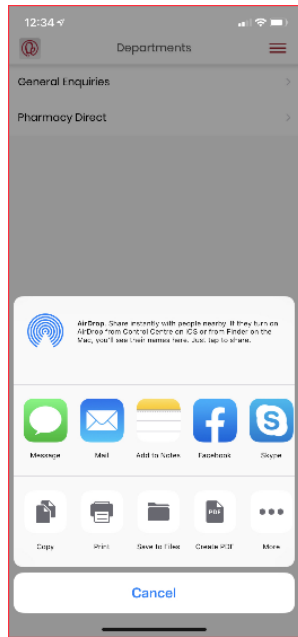 12:34
Departments
General Enquiries
Pharmacy Direct
AirDrop. Share instantly with people nearby. If they turn on
AirDrop from Control Centre on iOS or from Finder on the
Mac, you'll see their names here. Just tap to share.
Message Mail Add to Notes Facebook Skype
PDF
Copy Print Save to Files Create PDF More
Cancel